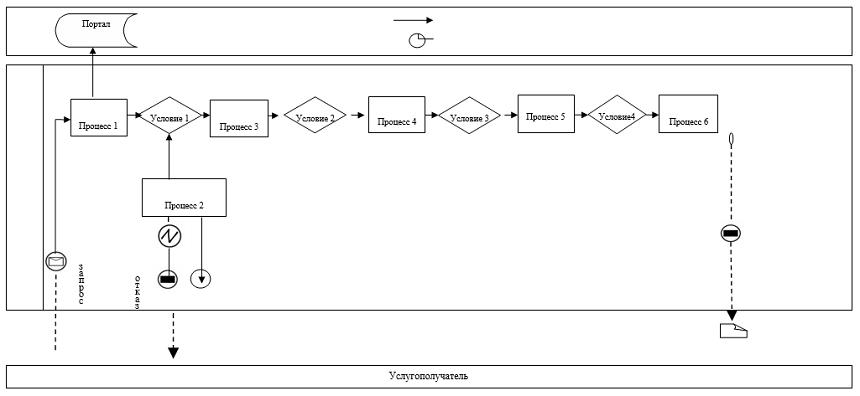 Портал
Процесс 1
Условие 1
Процесс 3
Условие 2
Процесс 4
Условие 3
Процесс 5
Условие4
Процесс 6
Процесс 2
запрос
отказ
Услугополучатель